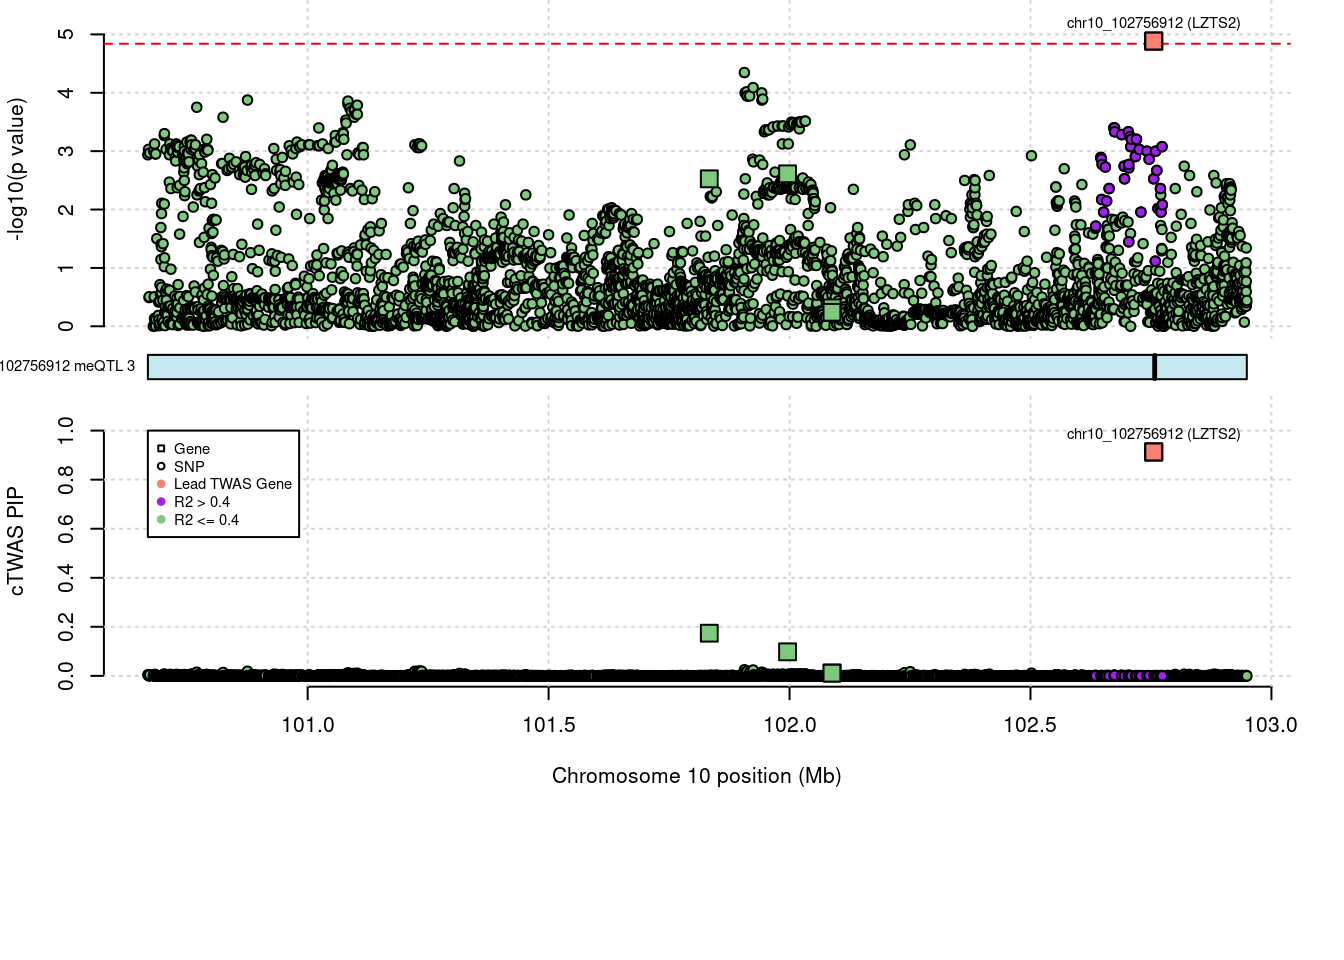 chr10_102756912 (LZTS2)
5
4
3
2
1
0
-log10(p value)
102756912 meQTL 3
chr10_102756912 (LZTS2)
1.0
0.8
0.6
0.4
0.2
0.0
cTWAS PIP
Gene
SNP
Lead TWAS Gene
R2 > 0.4
R2 <= 0.4
101.0 101.5 102.0 102.5 103.0
Chromosome 10 position (Mb)